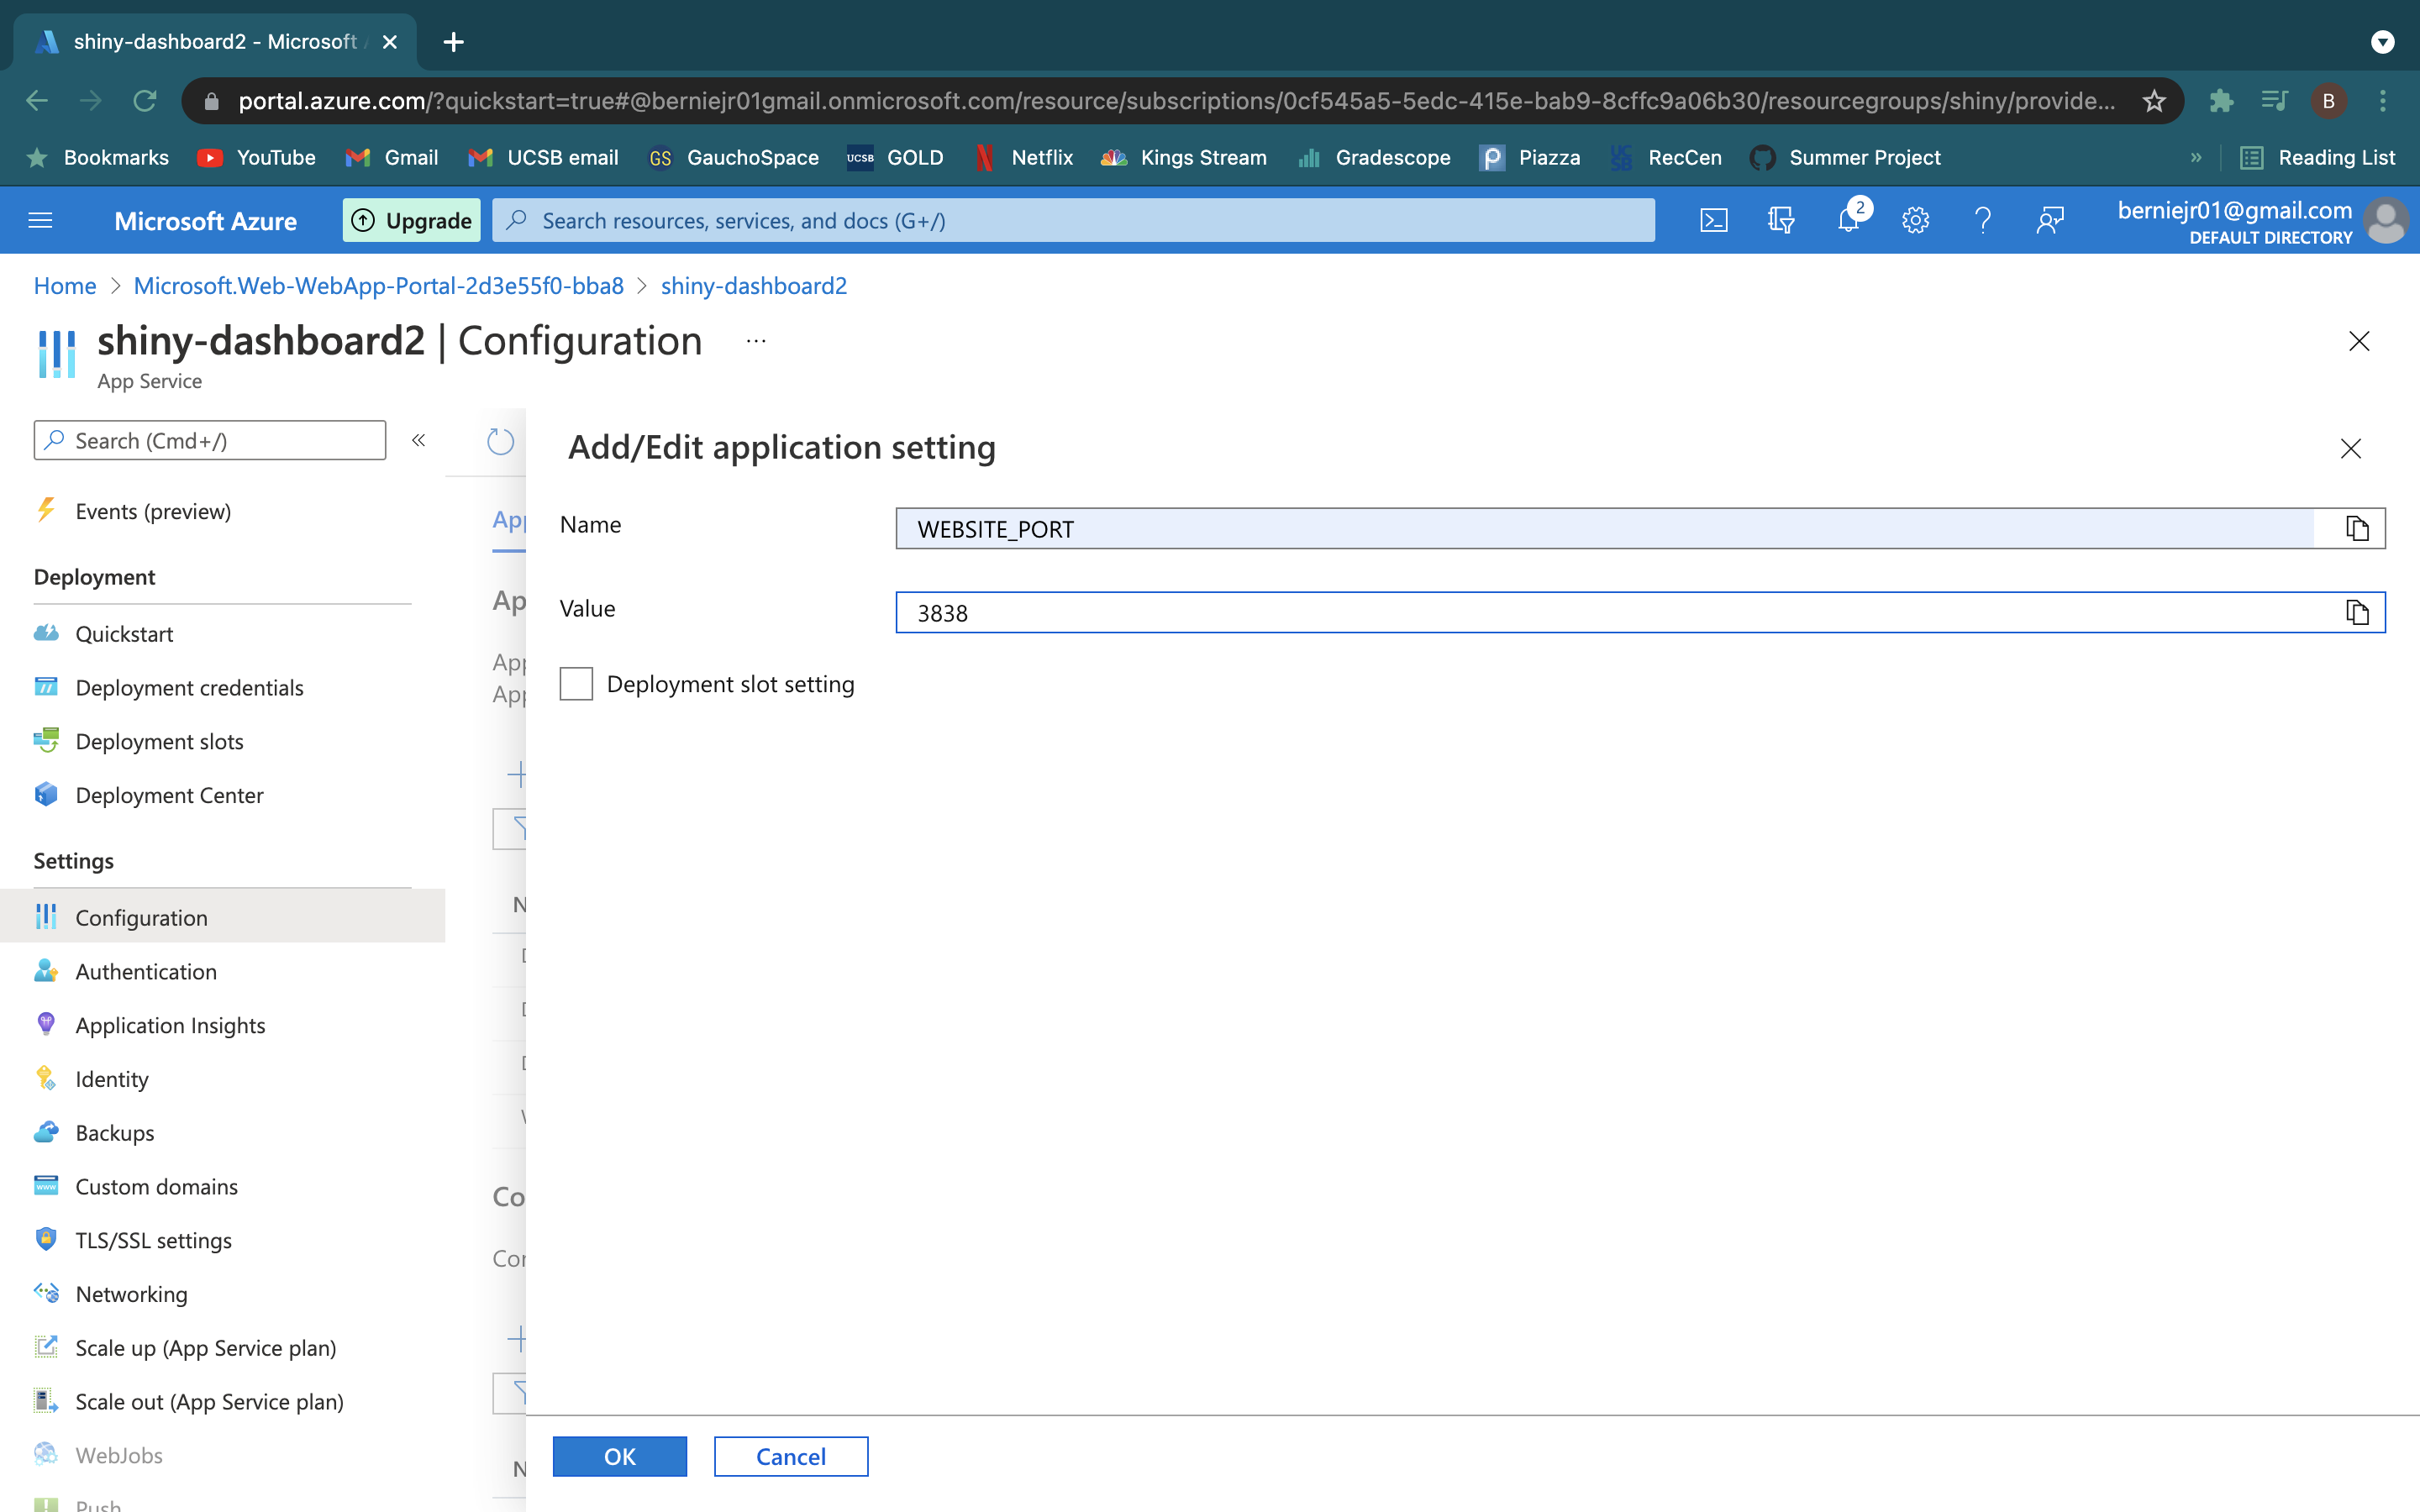 shiny-dashboard2 - Microsoft
portal.azure.com/?quickstart=true#@berniejr01gmail.onmicrosoft.com/resource/subscriptions/0cf545a5-5edc-415e-bab9-8cffc9a06b30/resourcegroups/shiny/provide...
B
Bookmarks YouTube Gmail UCSB email GS GauchoSpace UCSB GOLD Netflix Kings Stream Gradescope Piazza RecCen Summer Project » Reading List
Microsoft Azure Upgrade Search resources, services, and docs (G+/) 2 berniejr01@gmail.com
DEFAULT DIRECTORY
Home > Microsoft.Web-WebApp-Portal-2d3e55f0-bba8 > shiny-dashboard2
shiny-dashboard2 | Configuration ...
App Service
Search (Cmd+/) «
Events (preview)
Deployment
Quickstart
Deployment credentials
Deployment slots
Deployment Center
Settings
Configuration
Authentication
Application Insights
Identity
Backups
Custom domains
TLS/SSL settings
Networking
Scale up (App Service plan)
Scale out (App Service plan)
WebJobs
Push
Add/Edit application setting
Name WEBSITE_PORT
Value 3838
Deployment slot setting
OK Cancel